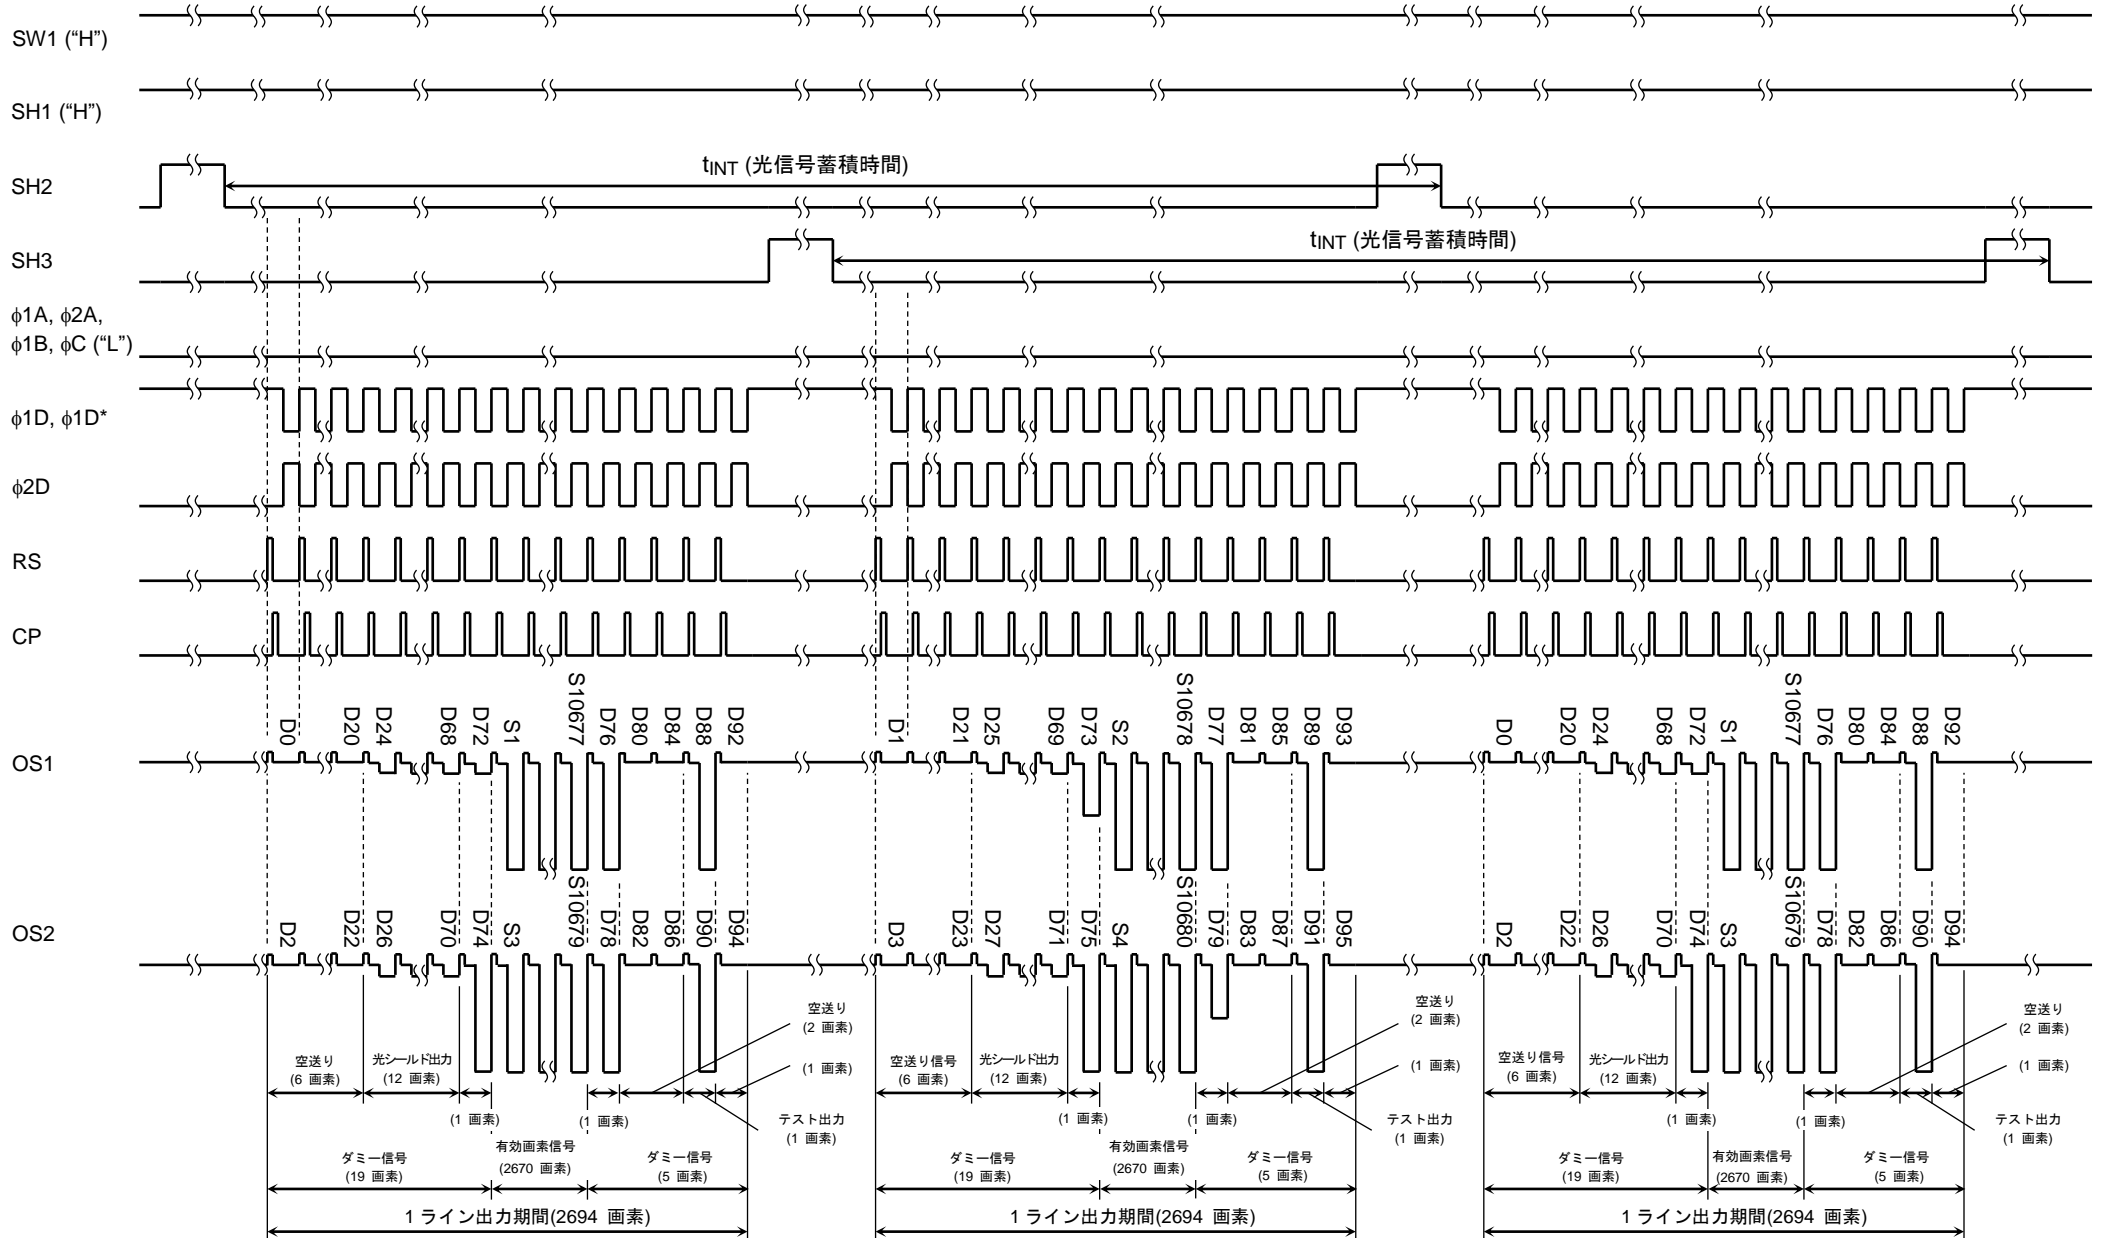 SW1 (“H”)
SH1 (“H”)
SH2
tINT (光信号蓄積時間)
SH3
tINT (光信号蓄積時間)
ϕ1A, ϕ2A,
ϕ1B, ϕC (“L”)
ϕ1D, ϕ1D*
ϕ2D
RS
CP
OS1
D0 D20 D24 D68 D72 S1 S10677 D76 D80 D84 D88 D92
D1 D21 D25 D69 D73 S2 S10678 D77 D81 D85 D89 D93
D0 D20 D24 D68 D72 S1 S10677 D76 D80 D84 D88 D92
OS2
D2 D22 D26 D70 D74 S3 S10679 D78 D82 D86 D90 D94
D3 D23 D27 D71 D75 S4 S10680 D79 D83 D87 D91 D95
D2 D22 D26 D70 D74 S3 S10679 D78 D82 D86 D90 D94
空送り
(6 画素)
光シールド出力
(12 画素)
(1 画素)
(1 画素)
空送り
(2 画素)
(1 画素)
テスト出力
(1 画素)
ダミー信号
(19 画素)
有効画素信号
(2670 画素)
ダミー信号
(5 画素)
1 ライン出力期間(2694 画素)
空送り信号
(6 画素)
光シールド出力
(12 画素)
(1 画素)
(1 画素)
空送り
(2 画素)
(1 画素)
テスト出力
(1 画素)
ダミー信号
(19 画素)
有効画素信号
(2670 画素)
ダミー信号
(5 画素)
1 ライン出力期間(2694 画素)
空送り信号
(6 画素)
光シールド出力
(12 画素)
(1 画素)
(1 画素)
空送り
(2 画素)
(1 画素)
テスト出力
(1 画素)
ダミー信号
(19 画素)
有効画素信号
(2670 画素)
ダミー信号
(5 画素)
1 ライン出力期間(2694 画素)